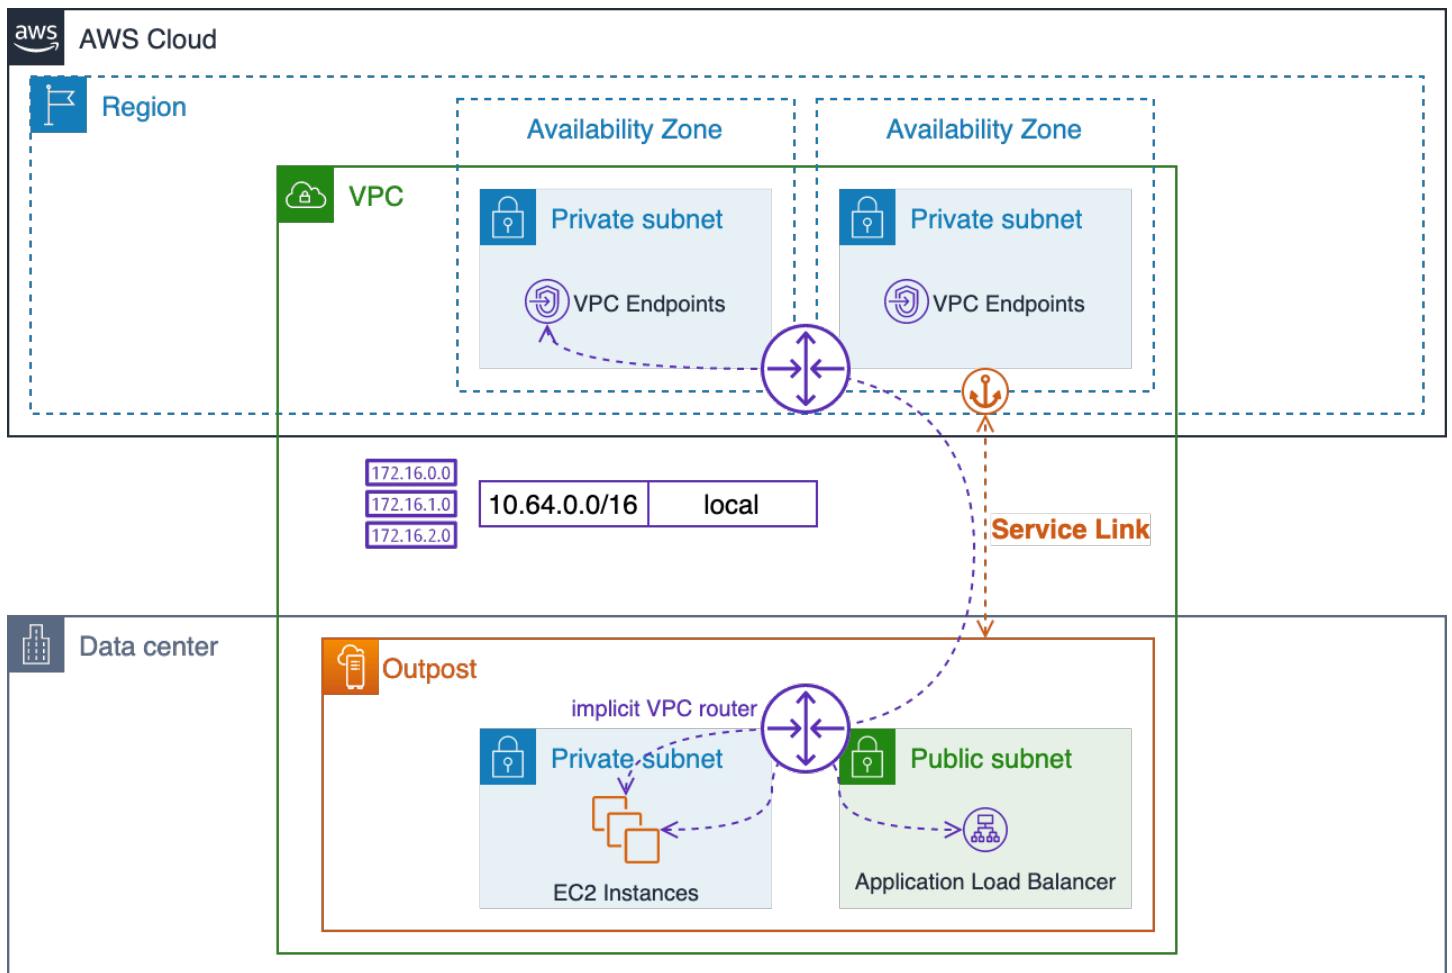 aws
AWS Cloud
Region
Availability Zone
Availability Zone
VPC
Private subnet
Private subnet
VPC Endpoints
VPC Endpoints
172.16.0.0
172.16.1.0
172.16.2.0
10.64.0.0/16
local
Service Link
Data center
Outpost
implicit VPC router
Private subnet
Public subnet
EC2 Instances
Application Load Balancer